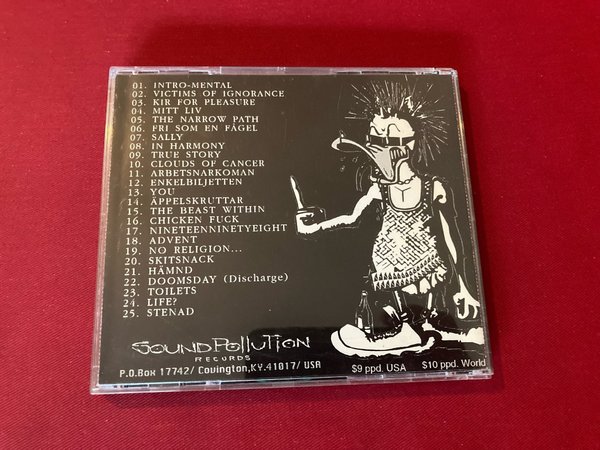 01. INTRO-MENTAL
02. VICTIMS OF IGNORANCE
03. KIR FOR PLEASURE
04. MITT LIV
05. THE NARROW PATH
06. FRI SOM EN FÅGEL
07. SALLY
08. IN HARMONY
09. TRUE STORY
10. CLOUDS OF CANCER
11. ARBETSNARKOMAN
12. ENKELBILJETTEN
13. YOU
14. ÄPPELSKRUTTAR
15. THE BEAST WITHIN
16. CHICKEN FUCK
17. NINETEENNINETYEIGHT
18. ADVENT
19. NO RELIGION...
20. SKITSNACK
21. HÄMND
22. DOOMSDAY (Discharge)
23. TOILETS
24. LIFE?
25. STENAD
SOUND POLLUTION
RECORDS
P.O.Box 17742/ Covington,KY.41017/ USA $9 ppd. USA $10 ppd. World